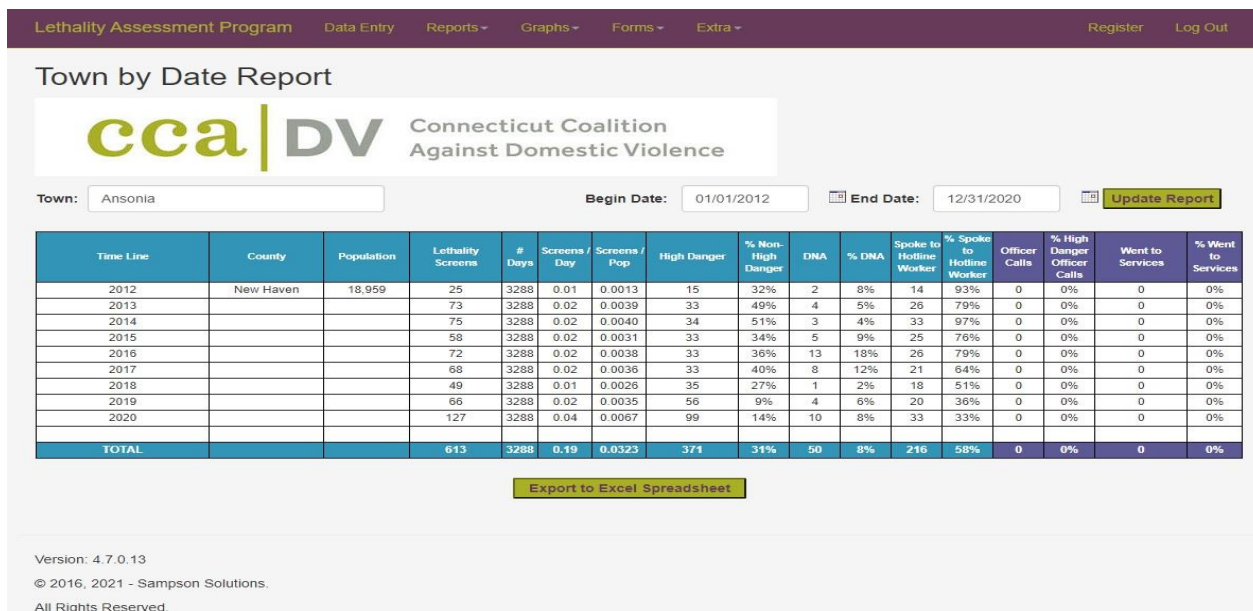 Lethality Assessment Program Data Entry Reports Graphs Forms Extra Register Log Out
Town by Date Report
cca DV Connecticut Coalition
Against Domestic Violence
Town: Ansonia Begin Date: 01/01/2012 End Date: 12/31/2020 Update Report
Time Line County Population Lethality Screens # Days Screens / Day Screens / Pop High Danger % Non-High Danger DNA % DNA Spoke to Hotline Worker % Spoke to Hotline Worker Officer Calls % High Danger Officer Calls Went to Services % Went to Services
2012 New Haven 18,959 25 3288 0.01 0.0013 15 32% 2 8% 14 93% 0 0% 0 0%
2013 73 3288 0.02 0.0039 33 49% 4 5% 26 79% 0 0% 0 0%
2014 75 3288 0.02 0.0040 34 51% 3 4% 33 97% 0 0% 0 0%
2015 58 3288 0.02 0.0031 33 34% 5 9% 25 76% 0 0% 0 0%
2016 72 3288 0.02 0.0038 33 36% 13 18% 26 79% 0 0% 0 0%
2017 68 3288 0.02 0.0036 33 40% 8 12% 21 64% 0 0% 0 0%
2018 49 3288 0.01 0.0026 35 27% 1 2% 18 51% 0 0% 0 0%
2019 66 3288 0.02 0.0035 56 9% 4 6% 20 36% 0 0% 0 0%
2020 127 3288 0.04 0.0067 99 14% 10 8% 33 33% 0 0% 0 0%
TOTAL 613 3288 0.19 0.0323 371 31% 50 8% 216 58% 0 0% 0 0%
Export to Excel Spreadsheet
Version: 4.7.0.13
© 2016, 2021 - Sampson Solutions.
All Rights Reserved.